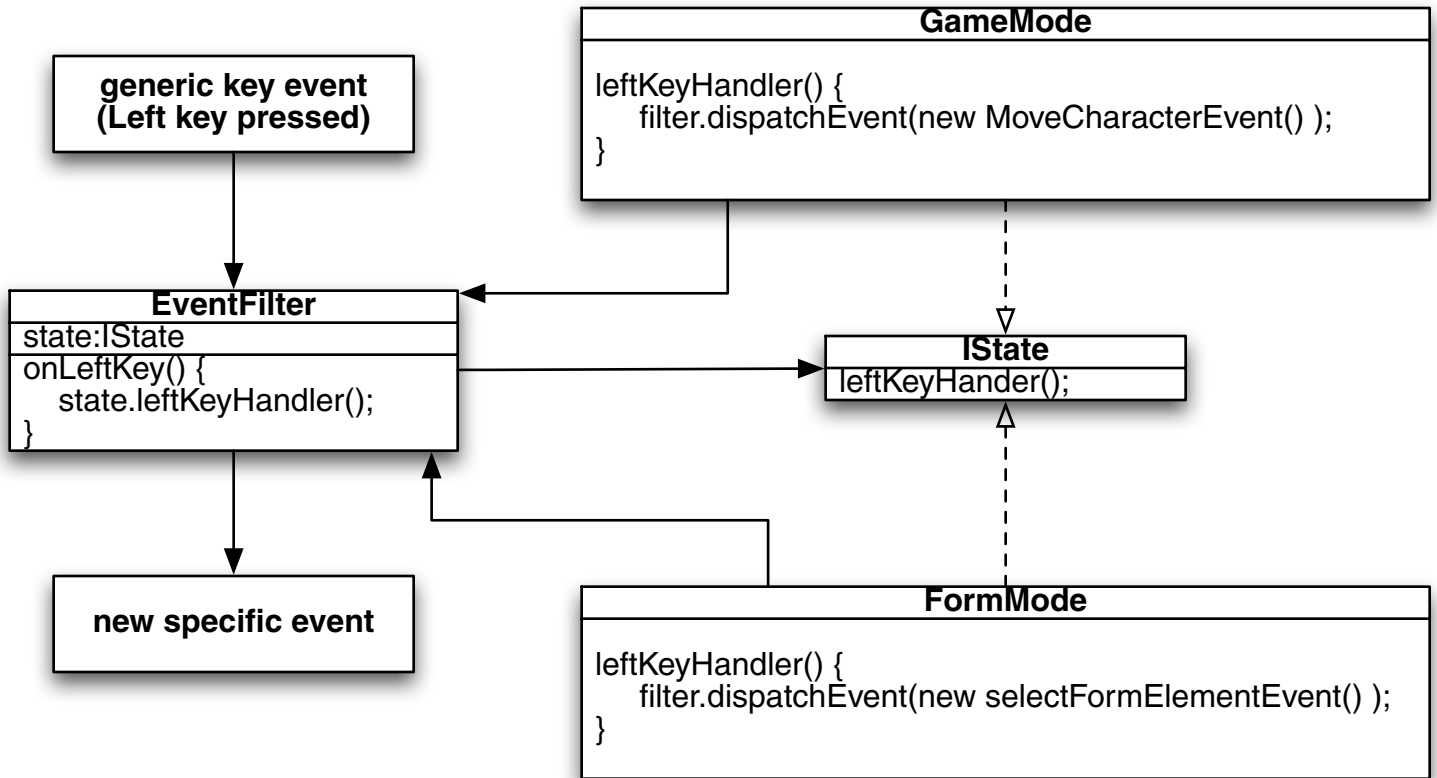 generic key event
(Left key pressed)
GameMode
leftKeyHandler() {
filter.dispatchEvent(new MoveCharacterEvent() );
}
EventFilter
state:IState
onLeftKey() {
state.leftKeyHandler();
}
IState
leftKeyHander();
new specific event
FormMode
leftKeyHandler() {
filter.dispatchEvent(new selectFormElementEvent() );
}